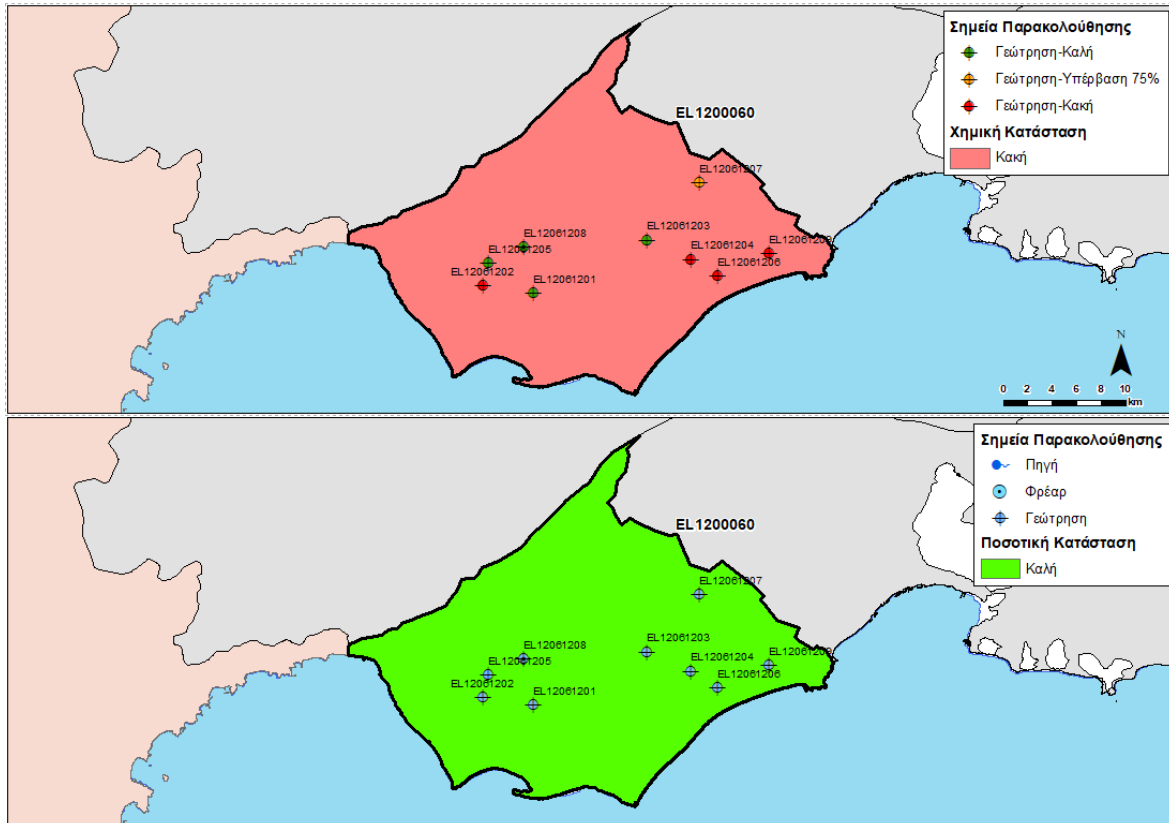 Σημεία Παρακολούθησης
Γεώτρηση-Καλή
Γεώτρηση-Υπέρβαση 75%
Γεώτρηση-Κακή
Χημική Κατάσταση
Κακή
EL1200060
EL12061207
EL12061203
EL12061208
EL12061204
EL12061209
EL12061205
EL12061206
EL12061202
EL12061201
N
0 2 4 6 8 10
km
Σημεία Παρακολούθησης
Πηγή
Φρέαρ
Γεώτρηση
Ποσοτική Κατάσταση
Καλή
EL1200060
EL12061207
EL12061203
EL12061208
EL12061204
EL12061209
EL12061205
EL12061206
EL12061202
EL12061201